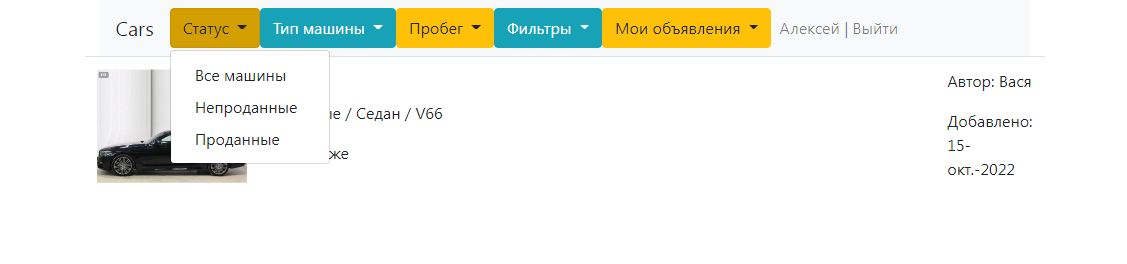 Cars Статус Тип машины Пробег Фильтры Мои объявления Алексей | Выйти
Все машины
Непроданные
Проданные
/ Седан / V66
Автор: Вася
Добавлено:
15-
окт.-2022